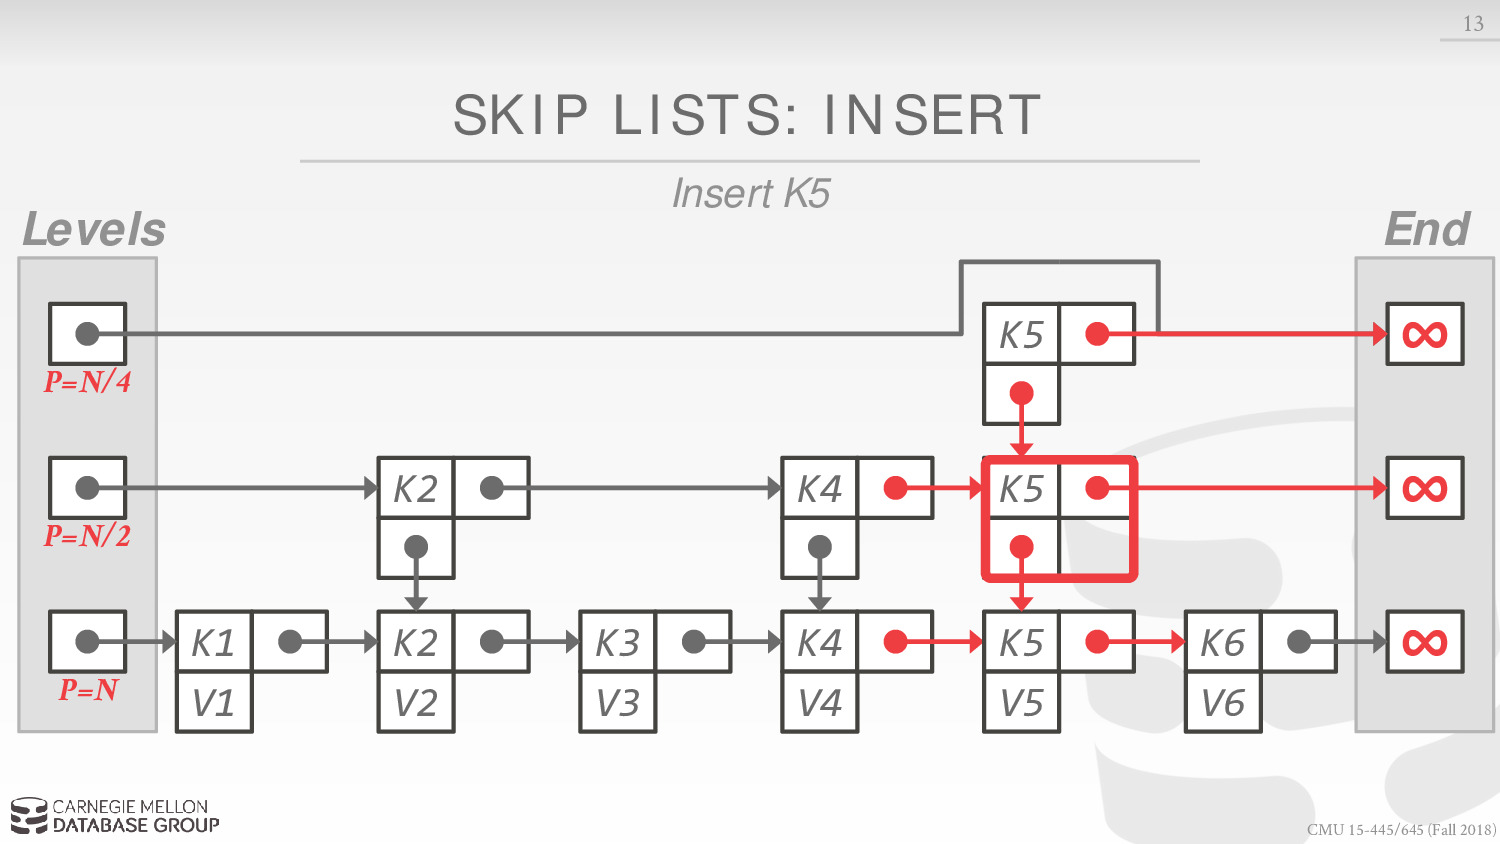 13
SKIP LISTS: INSERT
Insert K5
Levels
End
K5
∞
P=N/4
K2
K4
K5
∞
P=N/2
K1
K2
K3
K4
K5
K6
∞
P=N
V1
V2
V3
V4
V5
V6
CARNEGIE MELLON
DATABASE GROUP
CMU 15-445/645 (Fall 2018)